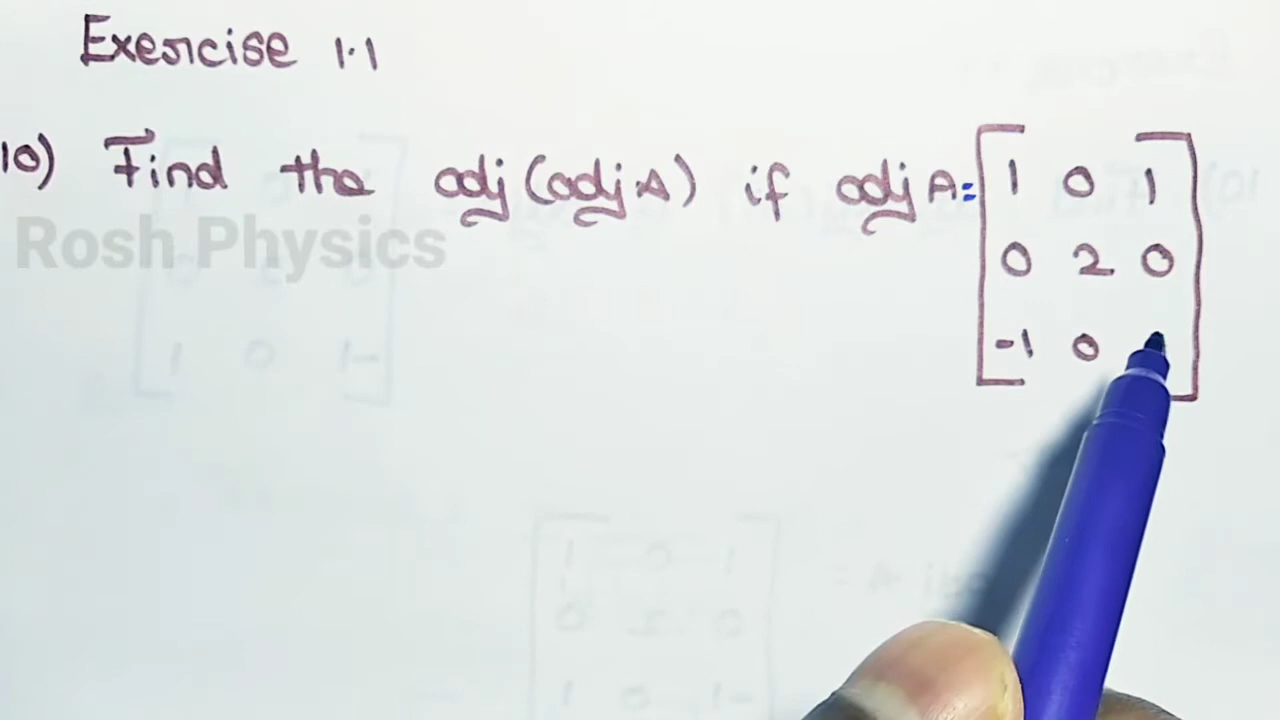 Exercise 1.1
10) Find the adj(adj A) if adj A = [1 0 1
0 2 0
-1 0
Rosh Physics